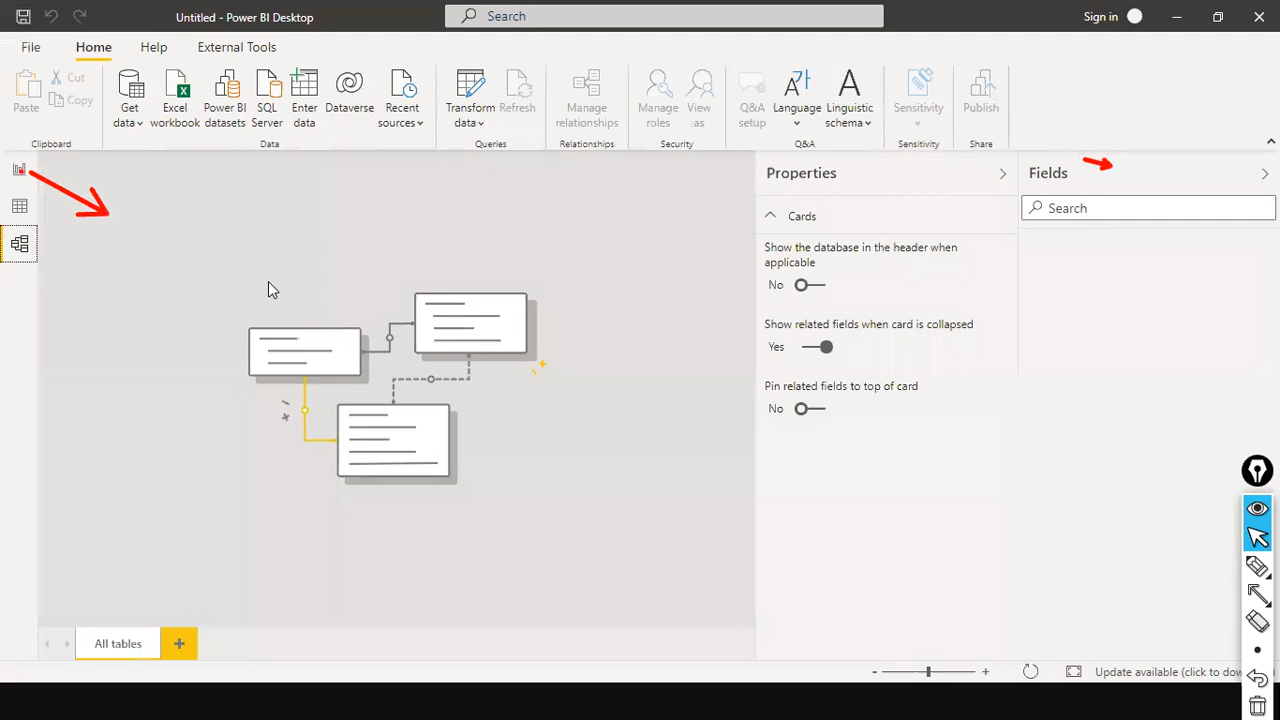 Untitled - Power BI Desktop
Search
Sign in
File
Home
Help
External Tools
Paste
Cut
Copy
Get data
Excel workbook
Power BI datasets
SQL Server
Enter data
Dataverse
Recent sources
Transform data
Refresh
Manage relationships
Manage roles
View as
Q&A setup
Language
Linguistic schema
Sensitivity
Publish
Clipboard
Data
Queries
Relationships
Security
Q&A
Sensitivity
Share
Properties
Cards
Show the database in the header when
applicable
No
Show related fields when card is collapsed
Yes
Pin related fields to top of card
No
Fields
Search
All tables
Update available (click to dow